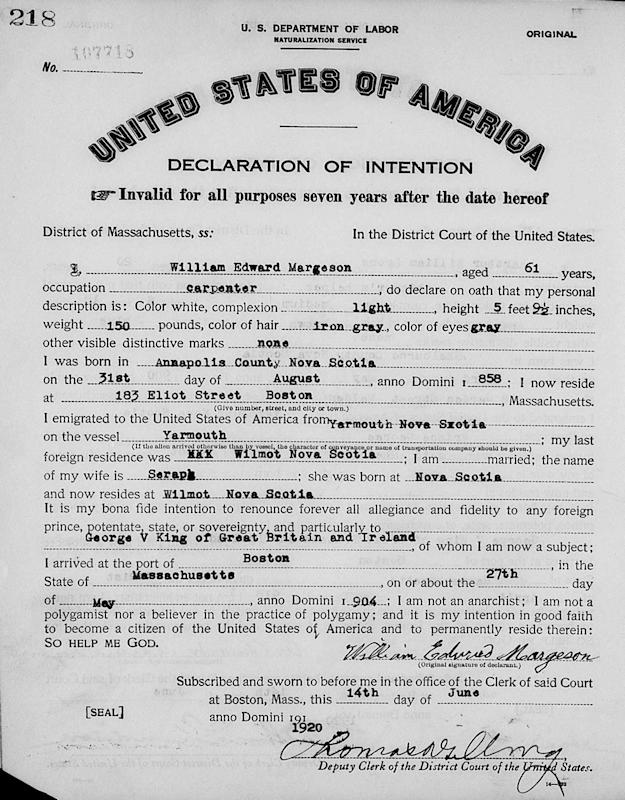 218
U. S. DEPARTMENT OF LABOR
NATURALIZATION SERVICE
ORIGINAL
No. 107718
UNITED STATES OF AMERICA
DECLARATION OF INTENTION
☞ Invalid for all purposes seven years after the date hereof
District of Massachusetts, ss: In the District Court of the United States.
I, William Edward Margeson, aged 61 years,
occupation carpenter, do declare on oath that my personal
description is: Color white, complexion light, height 5 feet 9½ inches,
weight 150 pounds, color of hair iron gray, color of eyes gray
other visible distinctive marks none
I was born in Annapolis County Nova Scotia
on the 31st day of August, anno Domini 1 858; I now reside
at 183 Eliot Street Boston, Massachusetts.
(Give number, street, and city or town.)
I emigrated to the United States of America from Yarmouth Nova Sxotia
on the vessel Yarmouth; my last
(If the alien arrived otherwise than by vessel, the character of conveyance or name of transportation company should be given.)
foreign residence was Wilmot Nova Scotia; I am married; the name
of my wife is Seraph; she was born at Nova Scotia
and now resides at Wilmot Nova Scotia
It is my bona fide intention to renounce forever all allegiance and fidelity to any foreign
prince, potentate, state, or sovereignty, and particularly to
George V King of Great Britain and Ireland, of whom I am now a subject;
I arrived at the port of Boston, in the
State of Massachusetts, on or about the 27th day
of May, anno Domini 1 904; I am not an anarchist; I am not a
polygamist nor a believer in the practice of polygamy; and it is my intention in good faith
to become a citizen of the United States of America and to permanently reside therein:
SO HELP ME GOD.
William Edward Margeson
(Original signature of declarant.)
Subscribed and sworn to before me in the office of the Clerk of said Court
at Boston, Mass., this 14th day of June
[SEAL] anno Domini 191
1920
Deputy Clerk of the District Court of the United States.